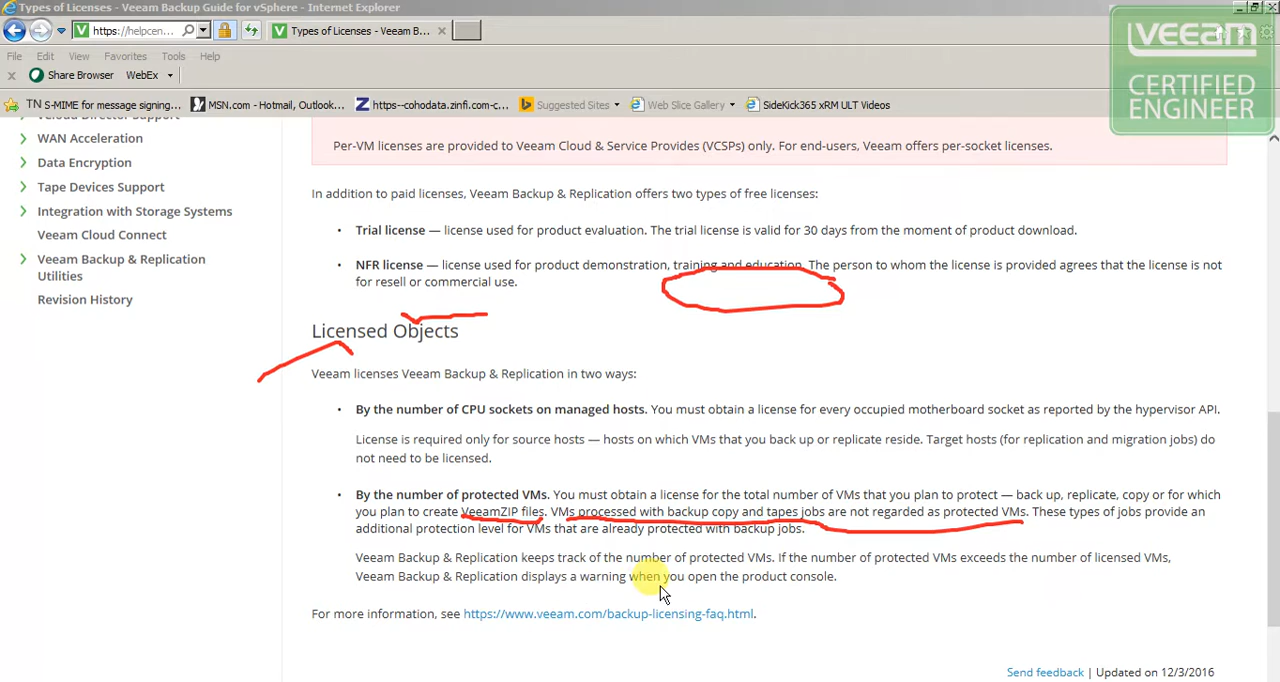 Types of Licenses - Veeam Backup Guide for vSphere - Internet Explorer
https://helpcen...
Types of Licenses - Veeam B...
File Edit View Favorites Tools Help
Share Browser WebEx
TN S-MIME for message signing...
MSN.com - Hotmail, Outlook...
https--cohodata.zinfi.com-c...
Suggested Sites
Web Slice Gallery
SideKick365 xRM ULT Videos
veeam
CERTIFIED
ENGINEER
vCloud Director Support
WAN Acceleration
Data Encryption
Tape Devices Support
Integration with Storage Systems
Veeam Cloud Connect
Veeam Backup & Replication
Utilities
Revision History
Per-VM licenses are provided to Veeam Cloud & Service Provides (VCSPs) only. For end-users, Veeam offers per-socket licenses.
In addition to paid licenses, Veeam Backup & Replication offers two types of free licenses:
• Trial license — license used for product evaluation. The trial license is valid for 30 days from the moment of product download.
• NFR license — license used for product demonstration, training and education. The person to whom the license is provided agrees that the license is not
for resell or commercial use.
Licensed Objects
Veeam licenses Veeam Backup & Replication in two ways:
• By the number of CPU sockets on managed hosts. You must obtain a license for every occupied motherboard socket as reported by the hypervisor API.
License is required only for source hosts — hosts on which VMs that you back up or replicate reside. Target hosts (for replication and migration jobs) do
not need to be licensed.
• By the number of protected VMs. You must obtain a license for the total number of VMs that you plan to protect — back up, replicate, copy or for which
you plan to create VeeamZIP files. VMs processed with backup copy and tapes jobs are not regarded as protected VMs. These types of jobs provide an
additional protection level for VMs that are already protected with backup jobs.
Veeam Backup & Replication keeps track of the number of protected VMs. If the number of protected VMs exceeds the number of licensed VMs,
Veeam Backup & Replication displays a warning when you open the product console.
For more information, see https://www.veeam.com/backup-licensing-faq.html.
Send feedback | Updated on 12/3/2016